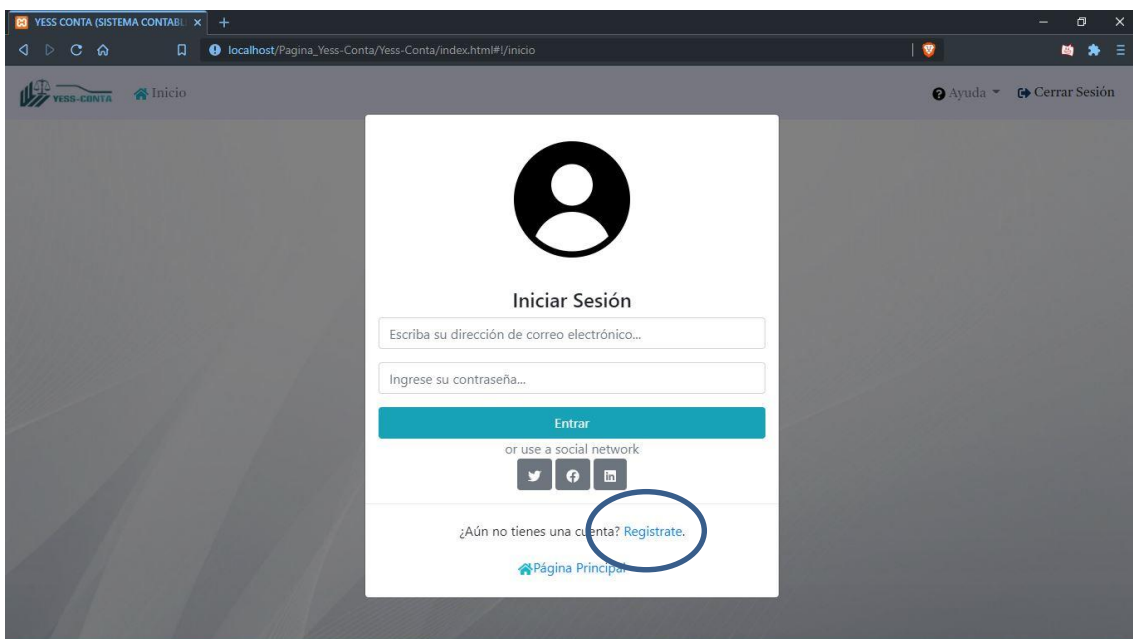 YESS CONTA (SISTEMA CONTABL
localhost/Pagina_Yess-Conta/Yess-Conta/index.html#!/inicio
YESS-CONTA Inicio Ayuda Cerrar Sesión
Iniciar Sesión
Escriba su dirección de correo electrónico...
Ingrese su contraseña...
Entrar
or use a social network
¿Aún no tienes una cuenta? Registrate.
Página Principal